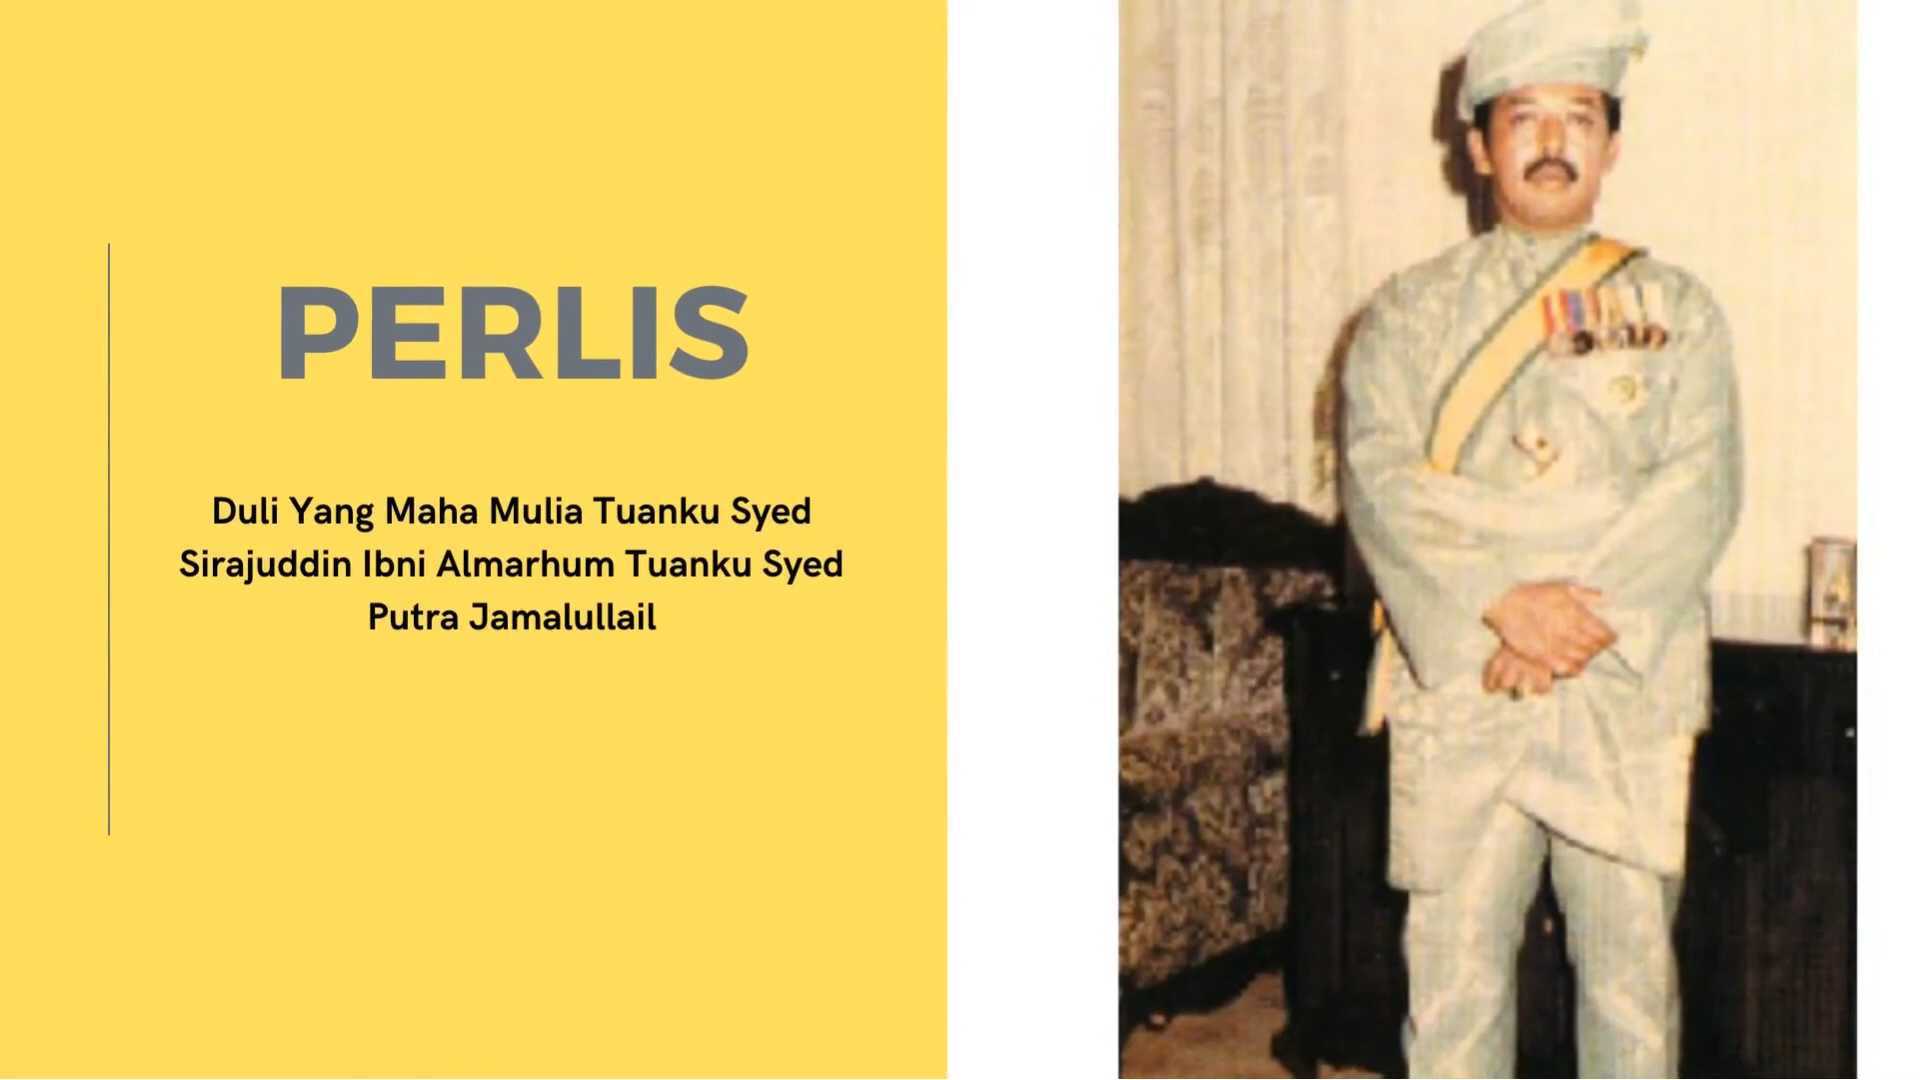 PERLIS
Duli Yang Maha Mulia Tuanku Syed
Sirajuddin Ibni Almarhum Tuanku Syed
Putra Jamalullail